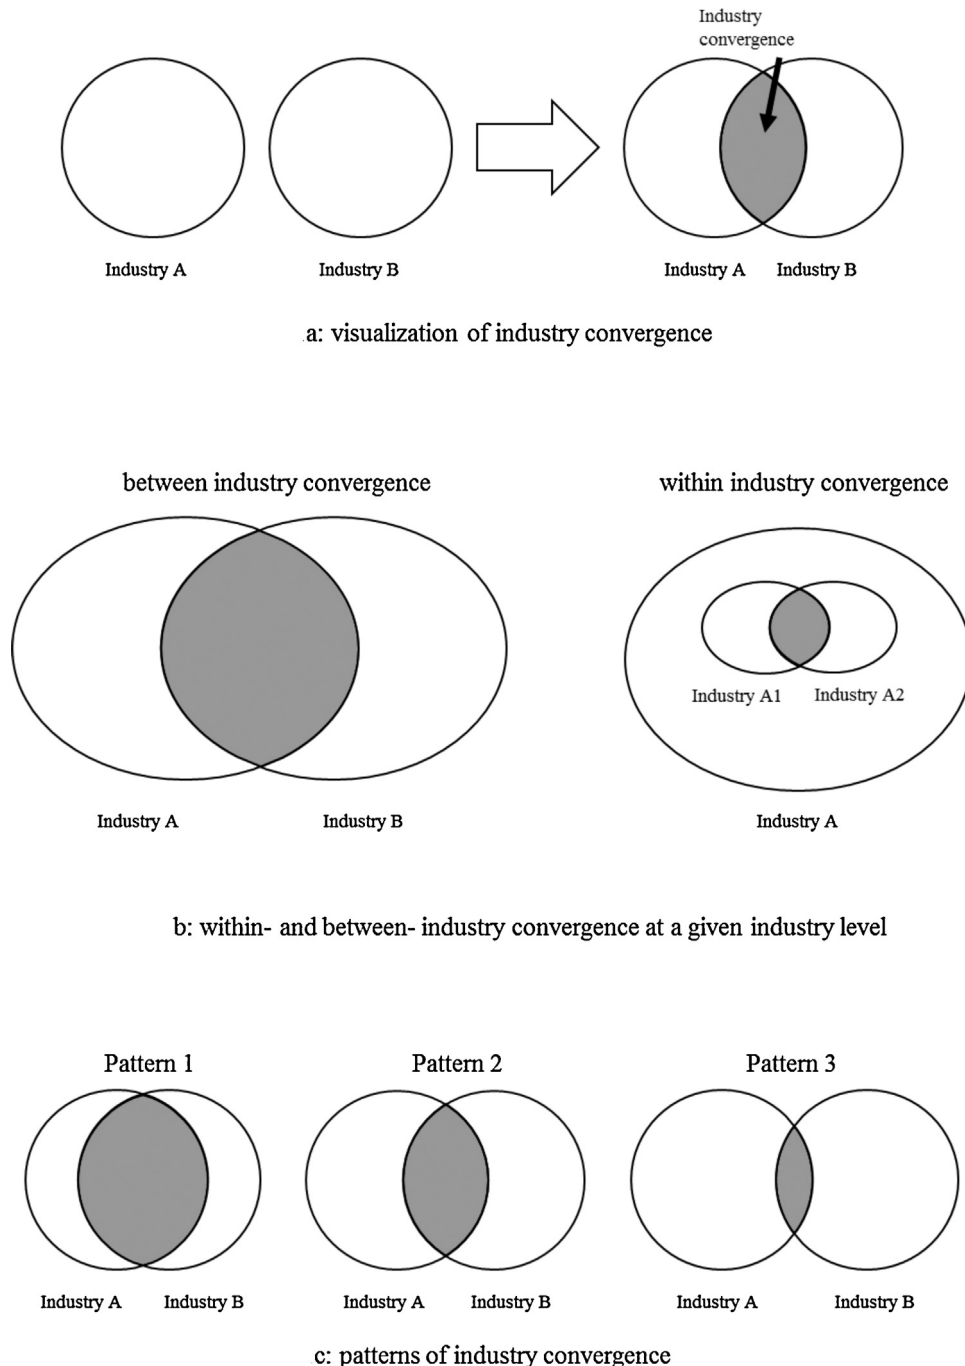 Industry
convergence
Industry A
Industry B
Industry A
Industry B
a: visualization of industry convergence
between industry convergence
within industry convergence
Industry A1
Industry A2
Industry A
Industry B
Industry A
b: within- and between- industry convergence at a given industry level
Pattern 1
Pattern 2
Pattern 3
Industry A
Industry B
Industry A
Industry B
Industry A
Industry B
c: patterns of industry convergence